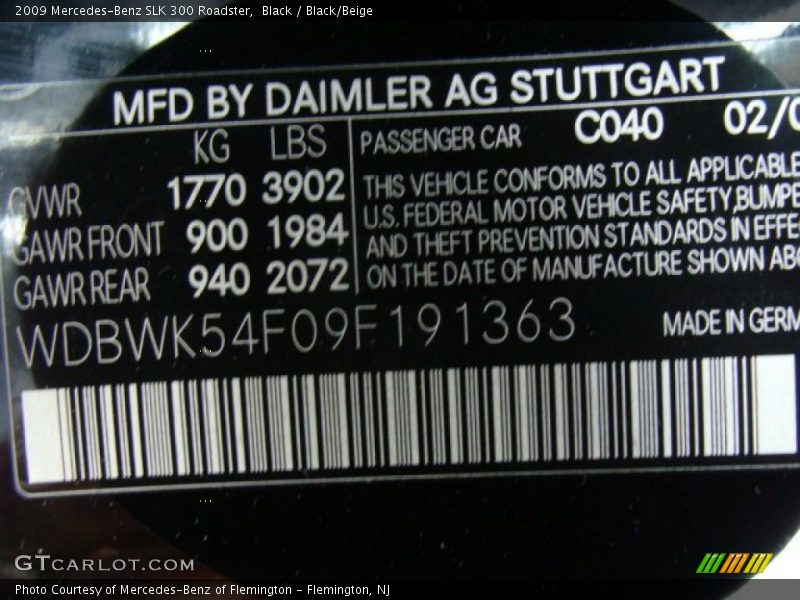 2009 Mercedes-Benz SLK 300 Roadster,  Black / Black/Beige
MFD BY DAIMLER AG STUTTGART
KG LBS PASSENGER CAR C040
GVWR 1770 3902 THIS VEHICLE CONFORMS TO ALL APPLICABLE
GAWR FRONT 900 1984 U.S. FEDERAL MOTOR VEHICLE SAFETY,
GAWR REAR 940 2072 AND THEFT PREVENTION STANDARDS IN
ON THE DATE OF MANUFACTURE SHOWN
WDBWK54F09F191363 MADE IN
GTCARLOT.COM
Photo Courtesy of Mercedes-Benz of Flemington - Flemington, NJ